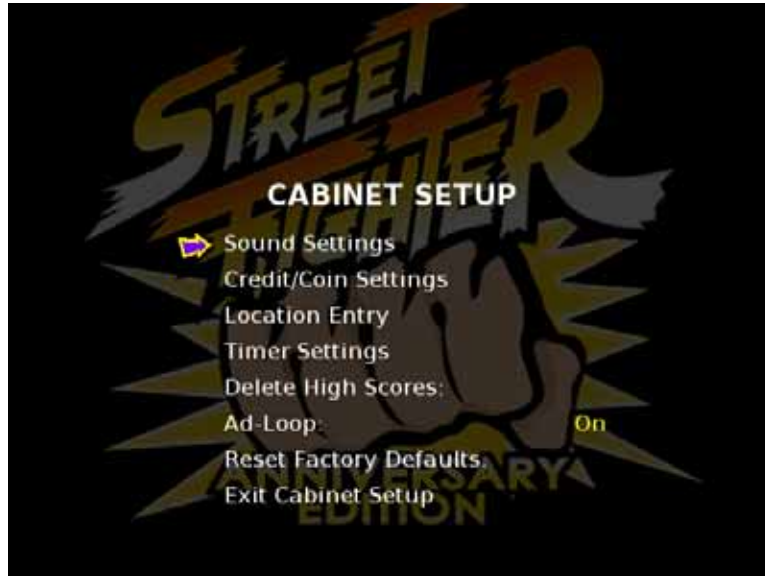 STREET
FIGHTER
CABINET SETUP
Sound Settings
Credit/Coin Settings
Location Entry
Timer Settings
Delete High Scores:
Ad-Loop: On
Reset Factory Defaults:
ANNIVERSARY
Exit Cabinet Setup
EDITION